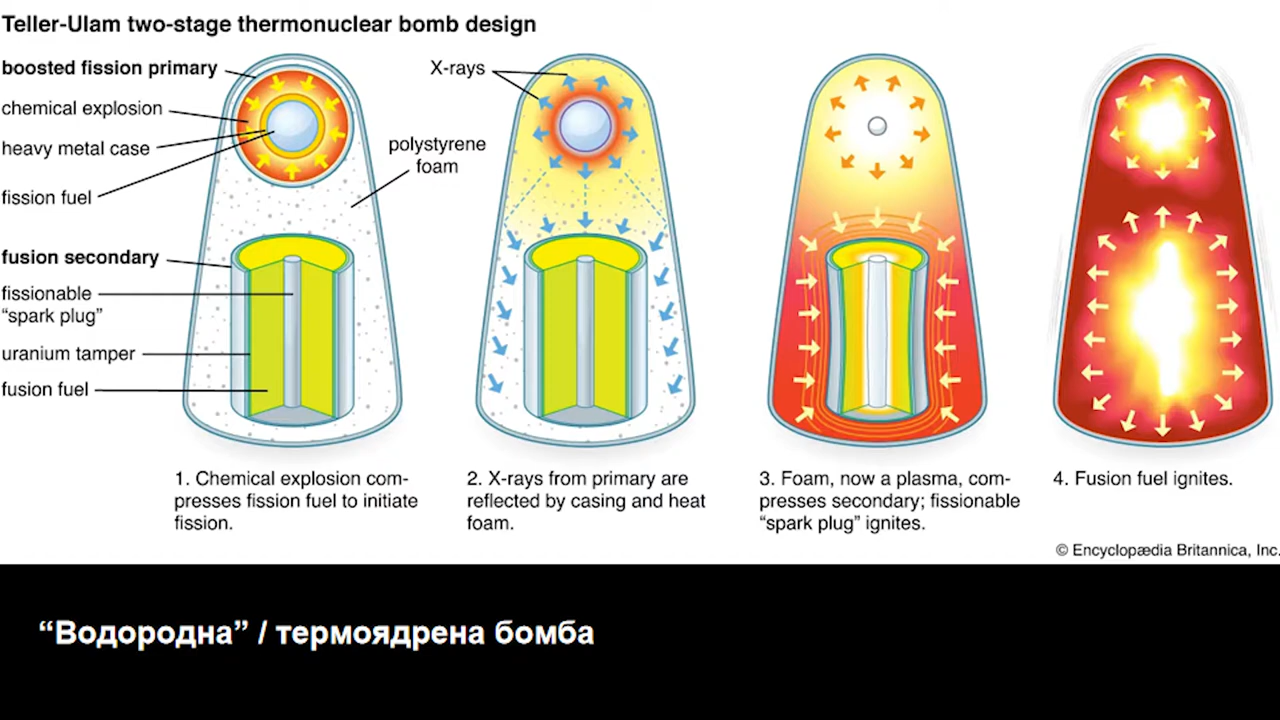 Teller-Ulam two-stage thermonuclear bomb design
boosted fission primary
chemical explosion
heavy metal case
fission fuel
fusion secondary
fissionable
“spark plug”
uranium tamper
fusion fuel
polystyrene
foam
X-rays
1. Chemical explosion com-
presses fission fuel to initiate
fission.
2. X-rays from primary are
reflected by casing and heat
foam.
3. Foam, now a plasma, com-
presses secondary; fissionable
“spark plug” ignites.
4. Fusion fuel ignites.
© Encyclopædia Britannica, Inc.
“Водородна” / термоядрена бомба